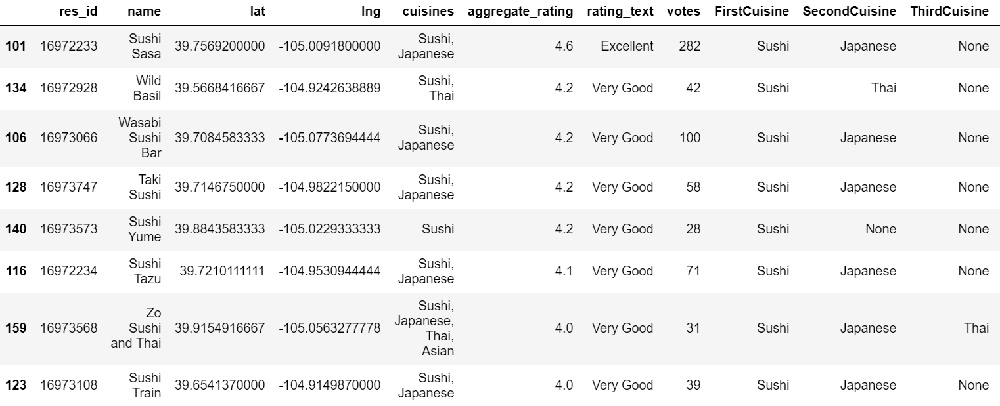 res_id name lat lng cuisines aggregate_rating rating_text votes FirstCuisine SecondCuisine ThirdCuisine
101 16972233 Sushi Sasa 39.7569200000 -105.0091800000 Sushi, Japanese 4.6 Excellent 282 Sushi Japanese None
134 16972928 Wild Basil 39.5668416667 -104.9242638889 Sushi, Thai 4.2 Very Good 42 Sushi Thai None
106 16973066 Wasabi Sushi Bar 39.7084583333 -105.0773694444 Sushi, Japanese 4.2 Very Good 100 Sushi Japanese None
128 16973747 Taki Sushi 39.7146750000 -104.9822150000 Sushi, Japanese 4.2 Very Good 58 Sushi Japanese None
140 16973573 Sushi Yume 39.8843583333 -105.0229333333 Sushi 4.2 Very Good 28 Sushi None None
116 16972234 Sushi Tazu 39.7210111111 -104.9530944444 Sushi, Japanese 4.1 Very Good 71 Sushi Japanese None
159 16973568 Zo Sushi and Thai 39.9154916667 -105.0563277778 Sushi, Japanese, Thai, Asian 4.0 Very Good 31 Sushi Japanese Thai
123 16973108 Sushi Train 39.6541370000 -104.9149870000 Sushi, Japanese 4.0 Very Good 39 Sushi Japanese None